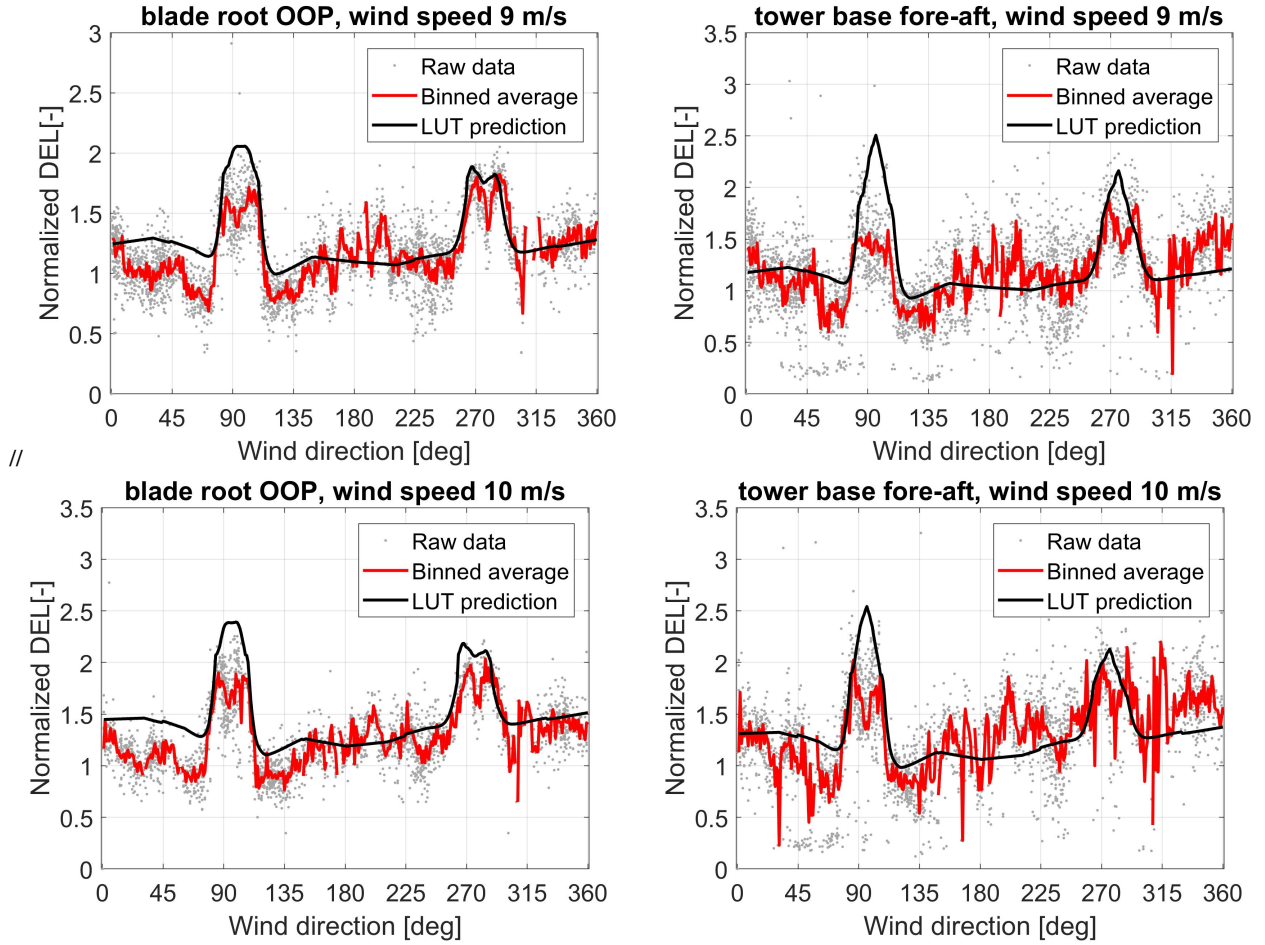 blade root OOP, wind speed 9 m/s
Normalized DEL[-]
3
2.5
2
1.5
1
0.5
0
Raw data
Binned average
LUT prediction
0 45 90 135 180 225 270 315 360
Wind direction [deg]
tower base fore-aft, wind speed 9 m/s
Normalized DEL[-]
3.5
3
2.5
2
1.5
1
0.5
0
Raw data
Binned average
LUT prediction
0 45 90 135 180 225 270 315 360
Wind direction [deg]
//
blade root OOP, wind speed 10 m/s
Normalized DEL[-]
3.5
3
2.5
2
1.5
1
0.5
0
Raw data
Binned average
LUT prediction
0 45 90 135 180 225 270 315 360
Wind direction [deg]
tower base fore-aft, wind speed 10 m/s
Normalized DEL[-]
3.5
3
2.5
2
1.5
1
0.5
0
Raw data
Binned average
LUT prediction
0 45 90 135 180 225 270 315 360
Wind direction [deg]